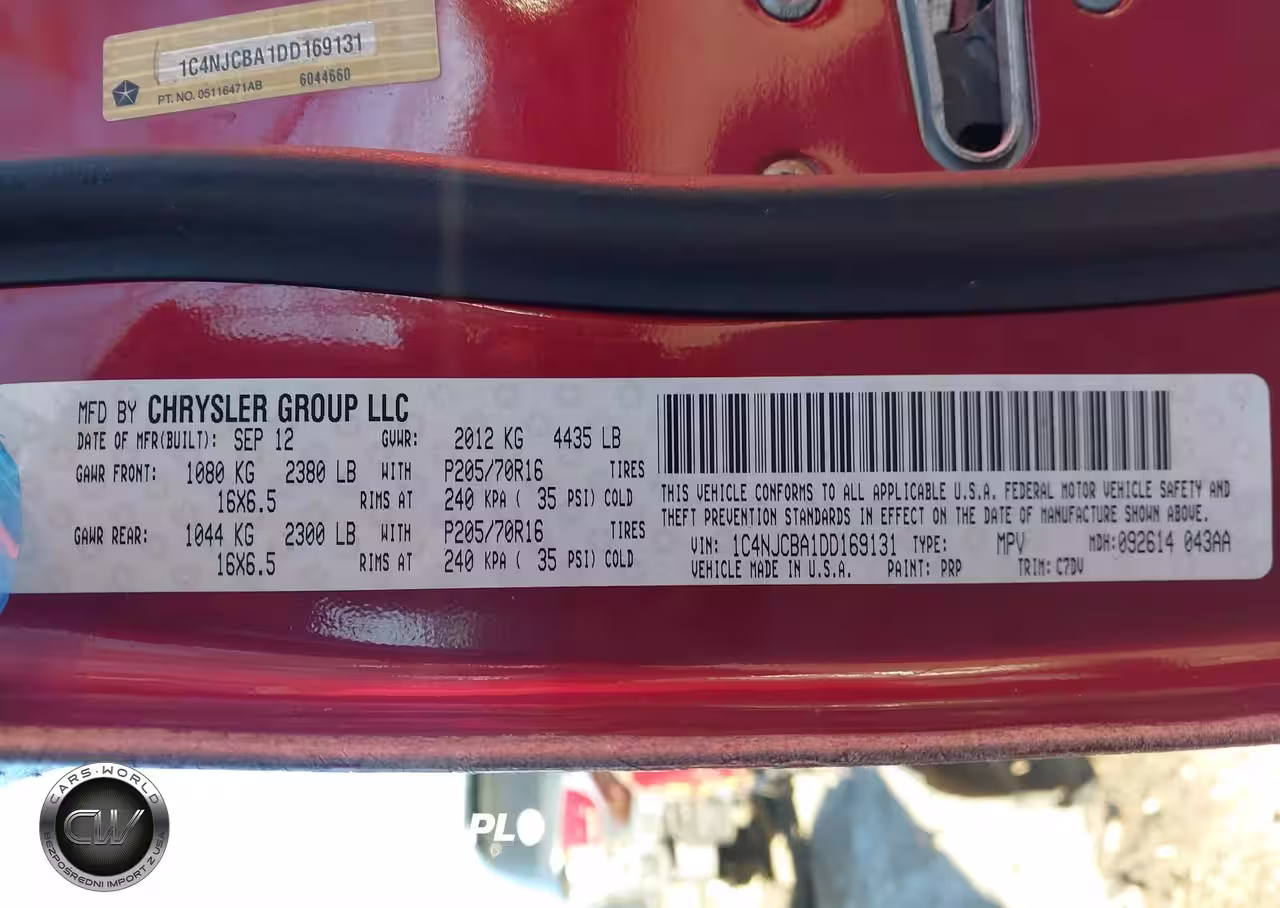 1C4NJCBA1DD169131
PT. NO. 05116471AB 6044660
MFD BY CHRYSLER GROUP LLC
DATE OF MFR(BUILT): SEP 12 GVWR: 2012 KG 4435 LB
GAWR FRONT: 1080 KG 2380 LB WITH P205/70R16 TIRES
16X6.5 RIMS AT 240 KPA ( 35 PSI) COLD
GAWR REAR: 1044 KG 2300 LB WITH P205/70R16 TIRES
16X6.5 RIMS AT 240 KPA ( 35 PSI) COLD
THIS VEHICLE CONFORMS TO ALL APPLICABLE U.S.A. FEDERAL MOTOR VEHICLE SAFETY AND
THEFT PREVENTION STANDARDS IN EFFECT ON THE DATE OF MANUFACTURE SHOWN ABOVE.
VIN: 1C4NJCBA1DD169131 TYPE: MPV MDH:092614 043AA
VEHICLE MADE IN U.S.A. PAINT: PRP TRIM: C7DV
CARS-WORLD
CW
BEZPOŚREDNI IMPORT Z USA
PL